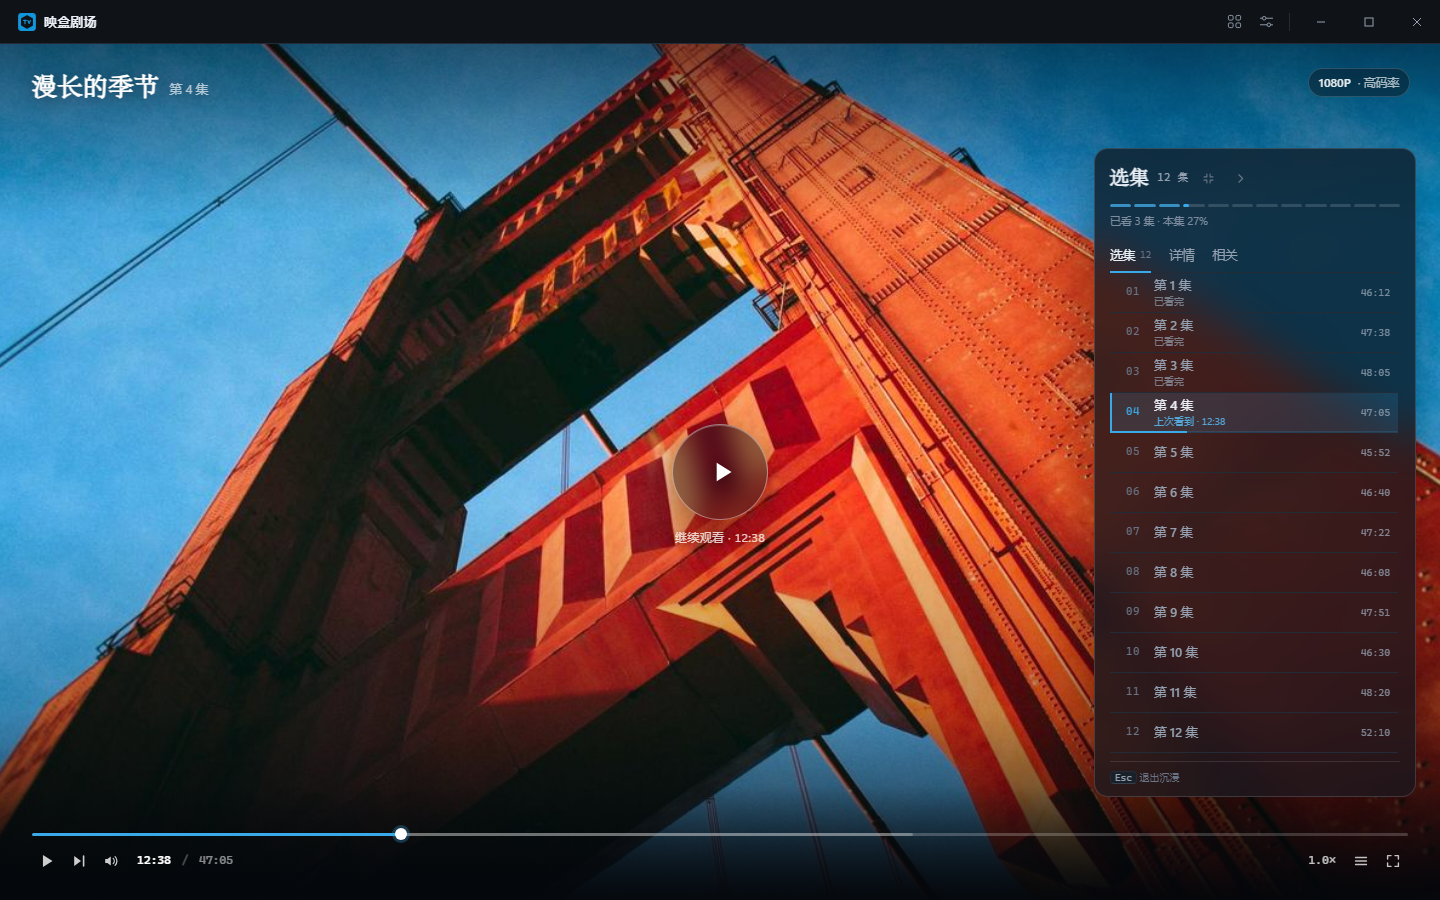 映盒剧场
漫长的季节 第 4 集
1080P · 高码率
选集 12 集
已看 3 集 · 本集 27%
选集 12 详情 相关
01 第 1 集 46:12
已看完
02 第 2 集 47:38
已看完
03 第 3 集 48:05
已看完
04 第 4 集 47:05
上次看到 · 12:38
05 第 5 集 45:52
06 第 6 集 46:40
07 第 7 集 47:22
08 第 8 集 46:08
09 第 9 集 47:51
10 第 10 集 46:30
11 第 11 集 48:20
12 第 12 集 52:10
Esc 退出沉浸
继续观看 · 12:38
12:38 / 47:05
1.0×